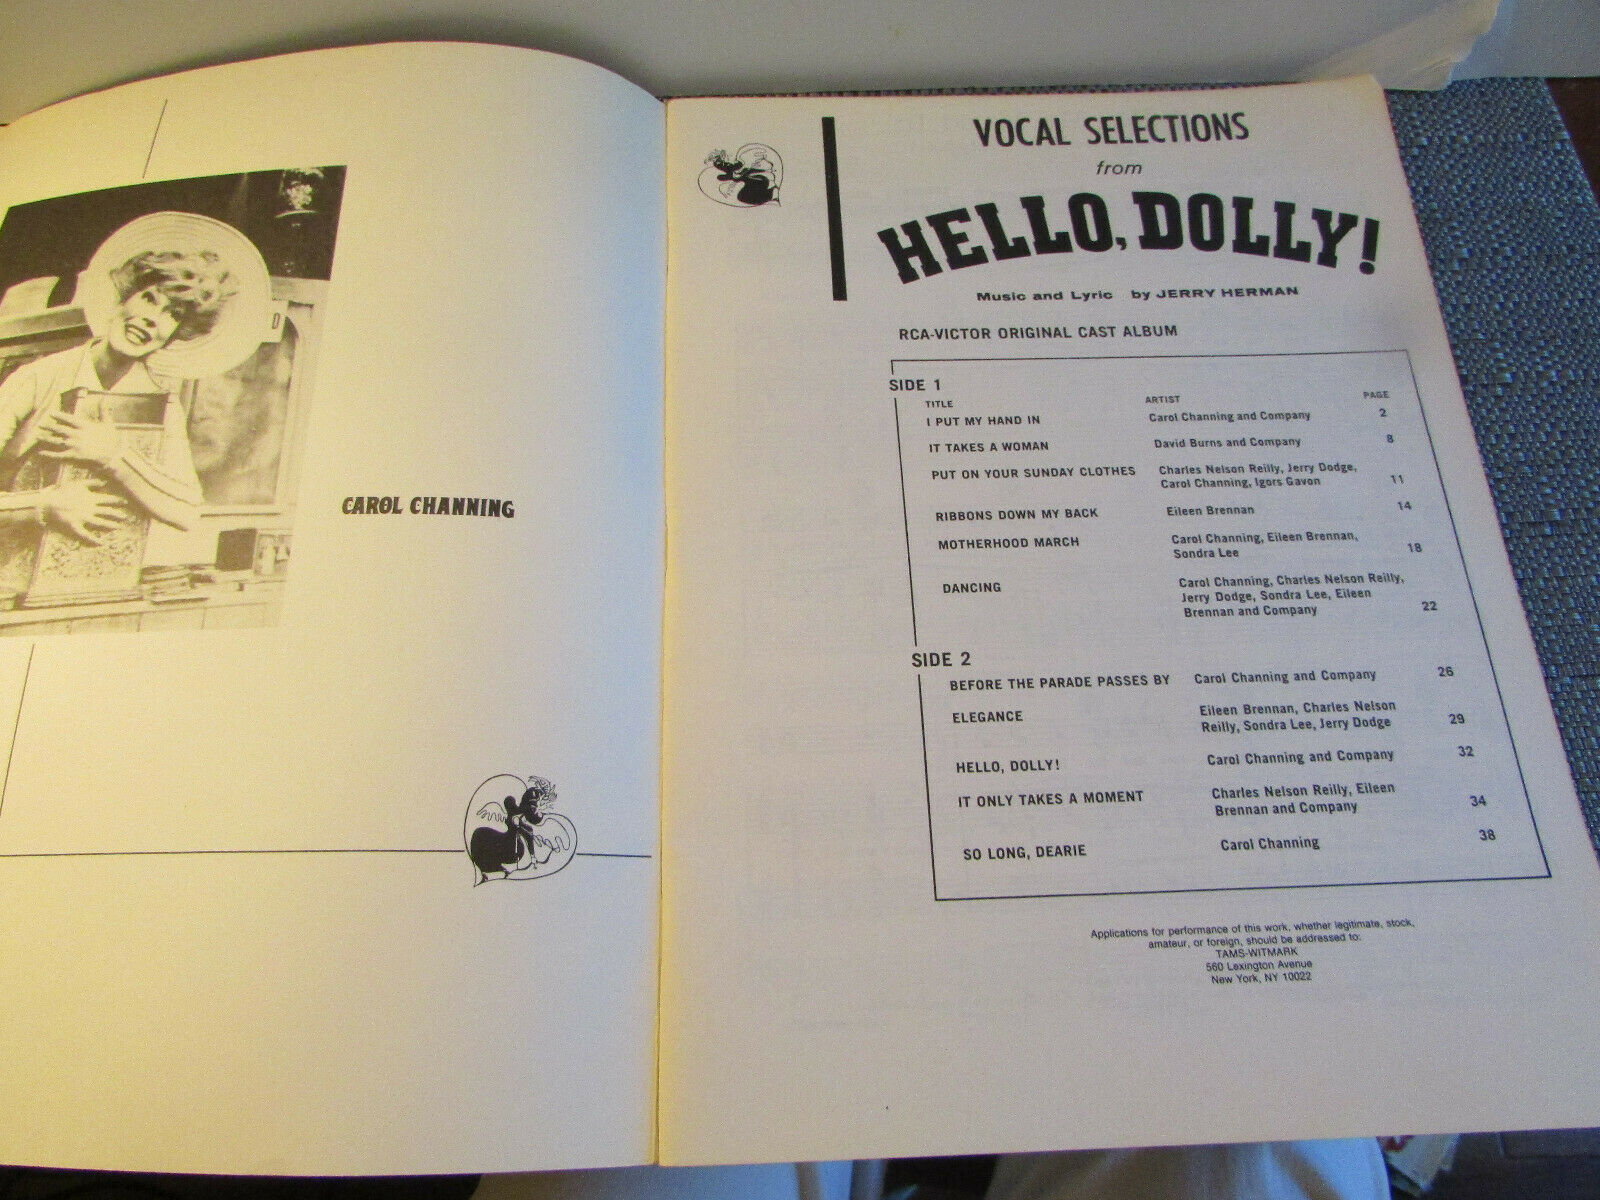 CAROL CHANNING
VOCAL SELECTIONS
from
HELLO, DOLLY!
Music and Lyric by JERRY HERMAN
RCA-VICTOR ORIGINAL CAST ALBUM
SIDE 1
TITLE ARTIST PAGE
I PUT MY HAND IN Carol Channing and Company 2
IT TAKES A WOMAN David Burns and Company 8
PUT ON YOUR SUNDAY CLOTHES Charles Nelson Reilly, Jerry Dodge,
Carol Channing, Igors Gavon 11
RIBBONS DOWN MY BACK Eileen Brennan 14
MOTHERHOOD MARCH Carol Channing, Eileen Brennan,
Sondra Lee 18
DANCING Carol Channing, Charles Nelson Reilly,
Jerry Dodge, Sondra Lee, Eileen
Brennan and Company 22
SIDE 2
BEFORE THE PARADE PASSES BY Carol Channing and Company 26
ELEGANCE Eileen Brennan, Charles Nelson
Reilly, Sondra Lee, Jerry Dodge 29
HELLO, DOLLY! Carol Channing and Company 32
IT ONLY TAKES A MOMENT Charles Nelson Reilly, Eileen
Brennan and Company 34
SO LONG, DEARIE Carol Channing 38
Applications for performance of this work, whether legitimate, stock,
amateur, or foreign, should be addressed to:
TAMS-WITMARK
560 Lexington Avenue
New York, NY 10022